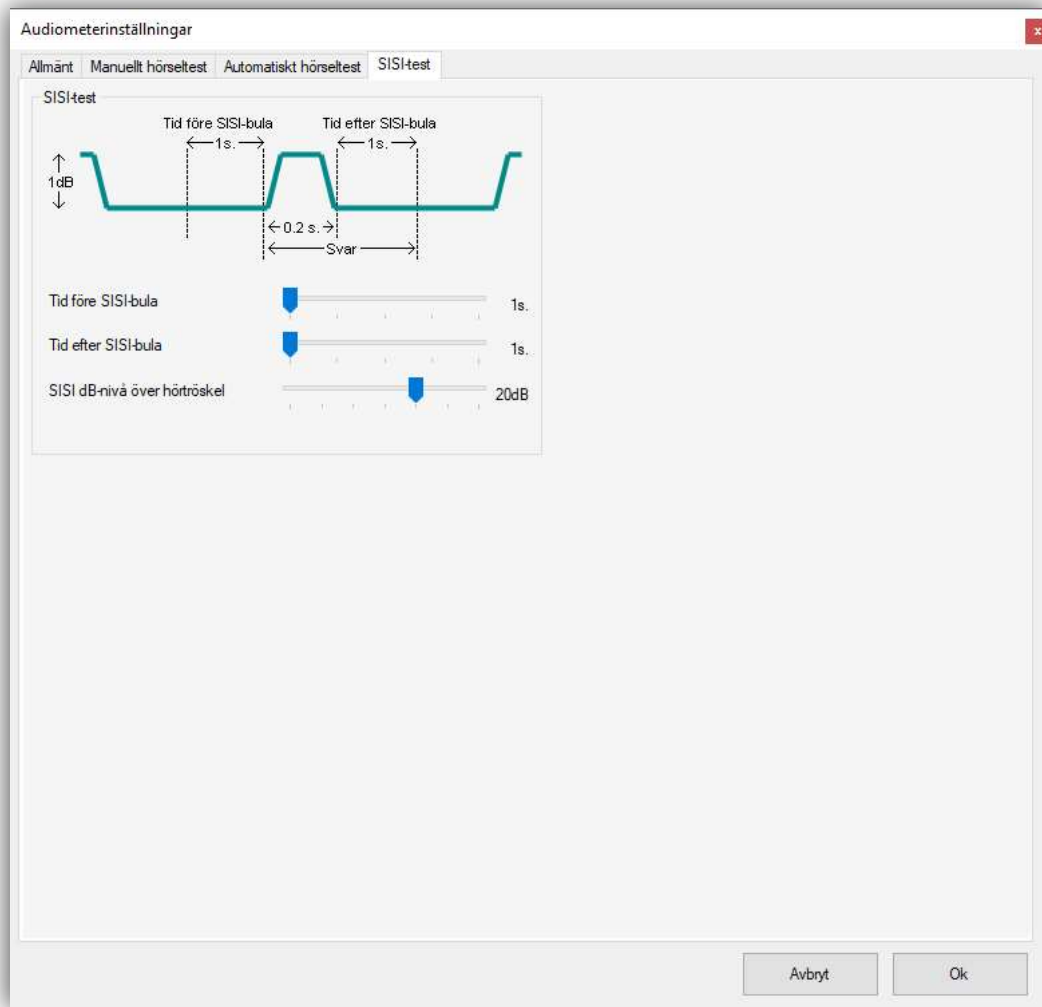 Audiometerinställningar
x
Allmänt Manuellt hörseltest Automatiskt hörseltest SISI-test
SISI-test
Tid före SISI-bula Tid efter SISI-bula
1s. 1s.
1dB
0.2 s.
Svar
Tid före SISI-bula 1s.
Tid efter SISI-bula 1s.
SISI dB-nivå över hörtröskel 20dB
Avbryt Ok